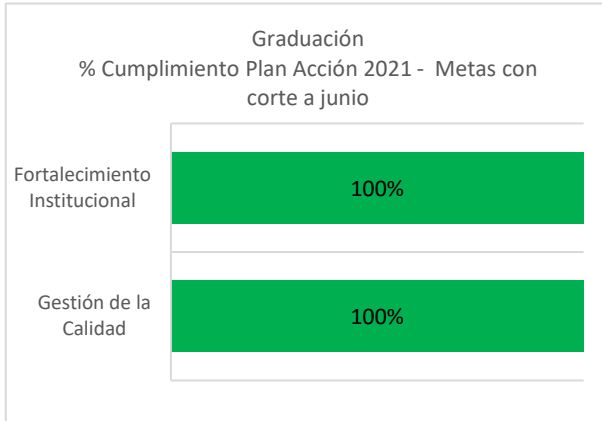 Graduación
% Cumplimiento Plan Acción 2021 - Metas con
corte a junio
Fortalecimiento
Institucional
100%
Gestión de la
Calidad
100%